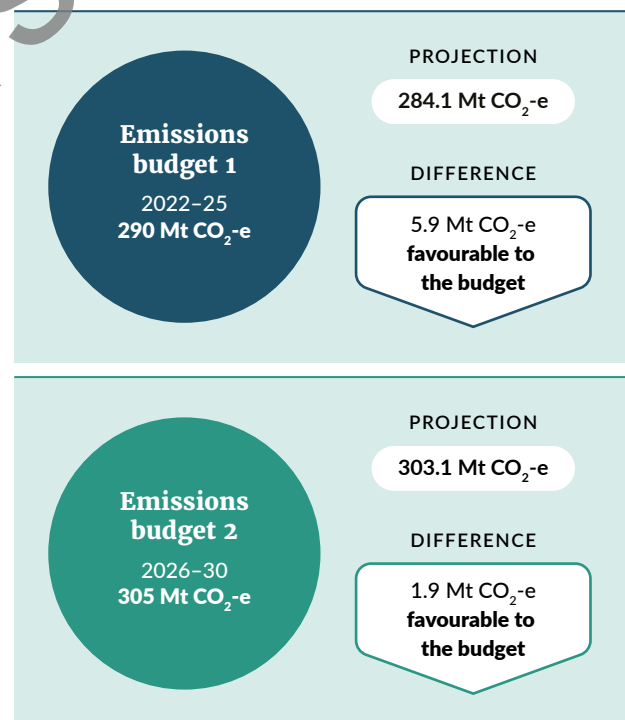 Emissions
budget 1
2022–25
290 Mt CO₂-e
PROJECTION
284.1 Mt CO₂-e
DIFFERENCE
5.9 Mt CO₂-e
favourable to
the budget
Emissions
budget 2
2026–30
305 Mt CO₂-e
PROJECTION
303.1 Mt CO₂-e
DIFFERENCE
1.9 Mt CO₂-e
favourable to
the budget